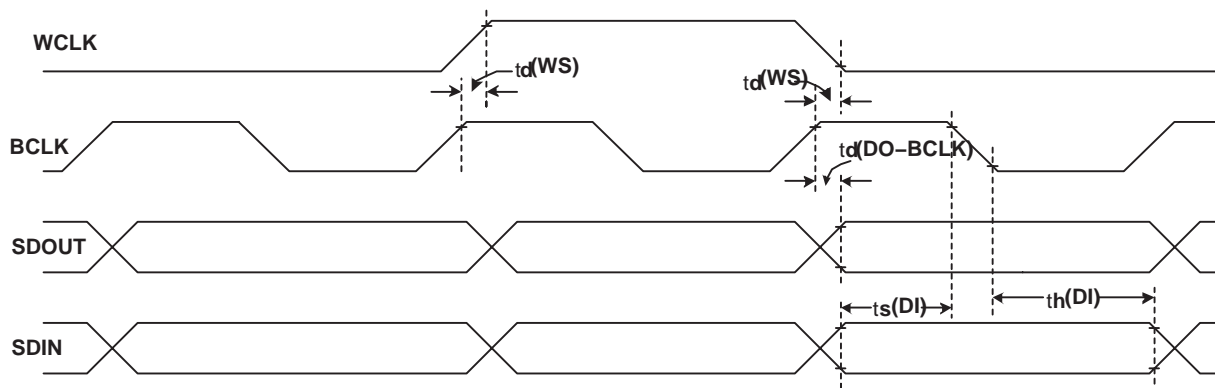 WCLK
td(WS)
td(WS)
BCLK
td(DO−BCLK)
SDOUT
ts(DI)
th(DI)
SDIN